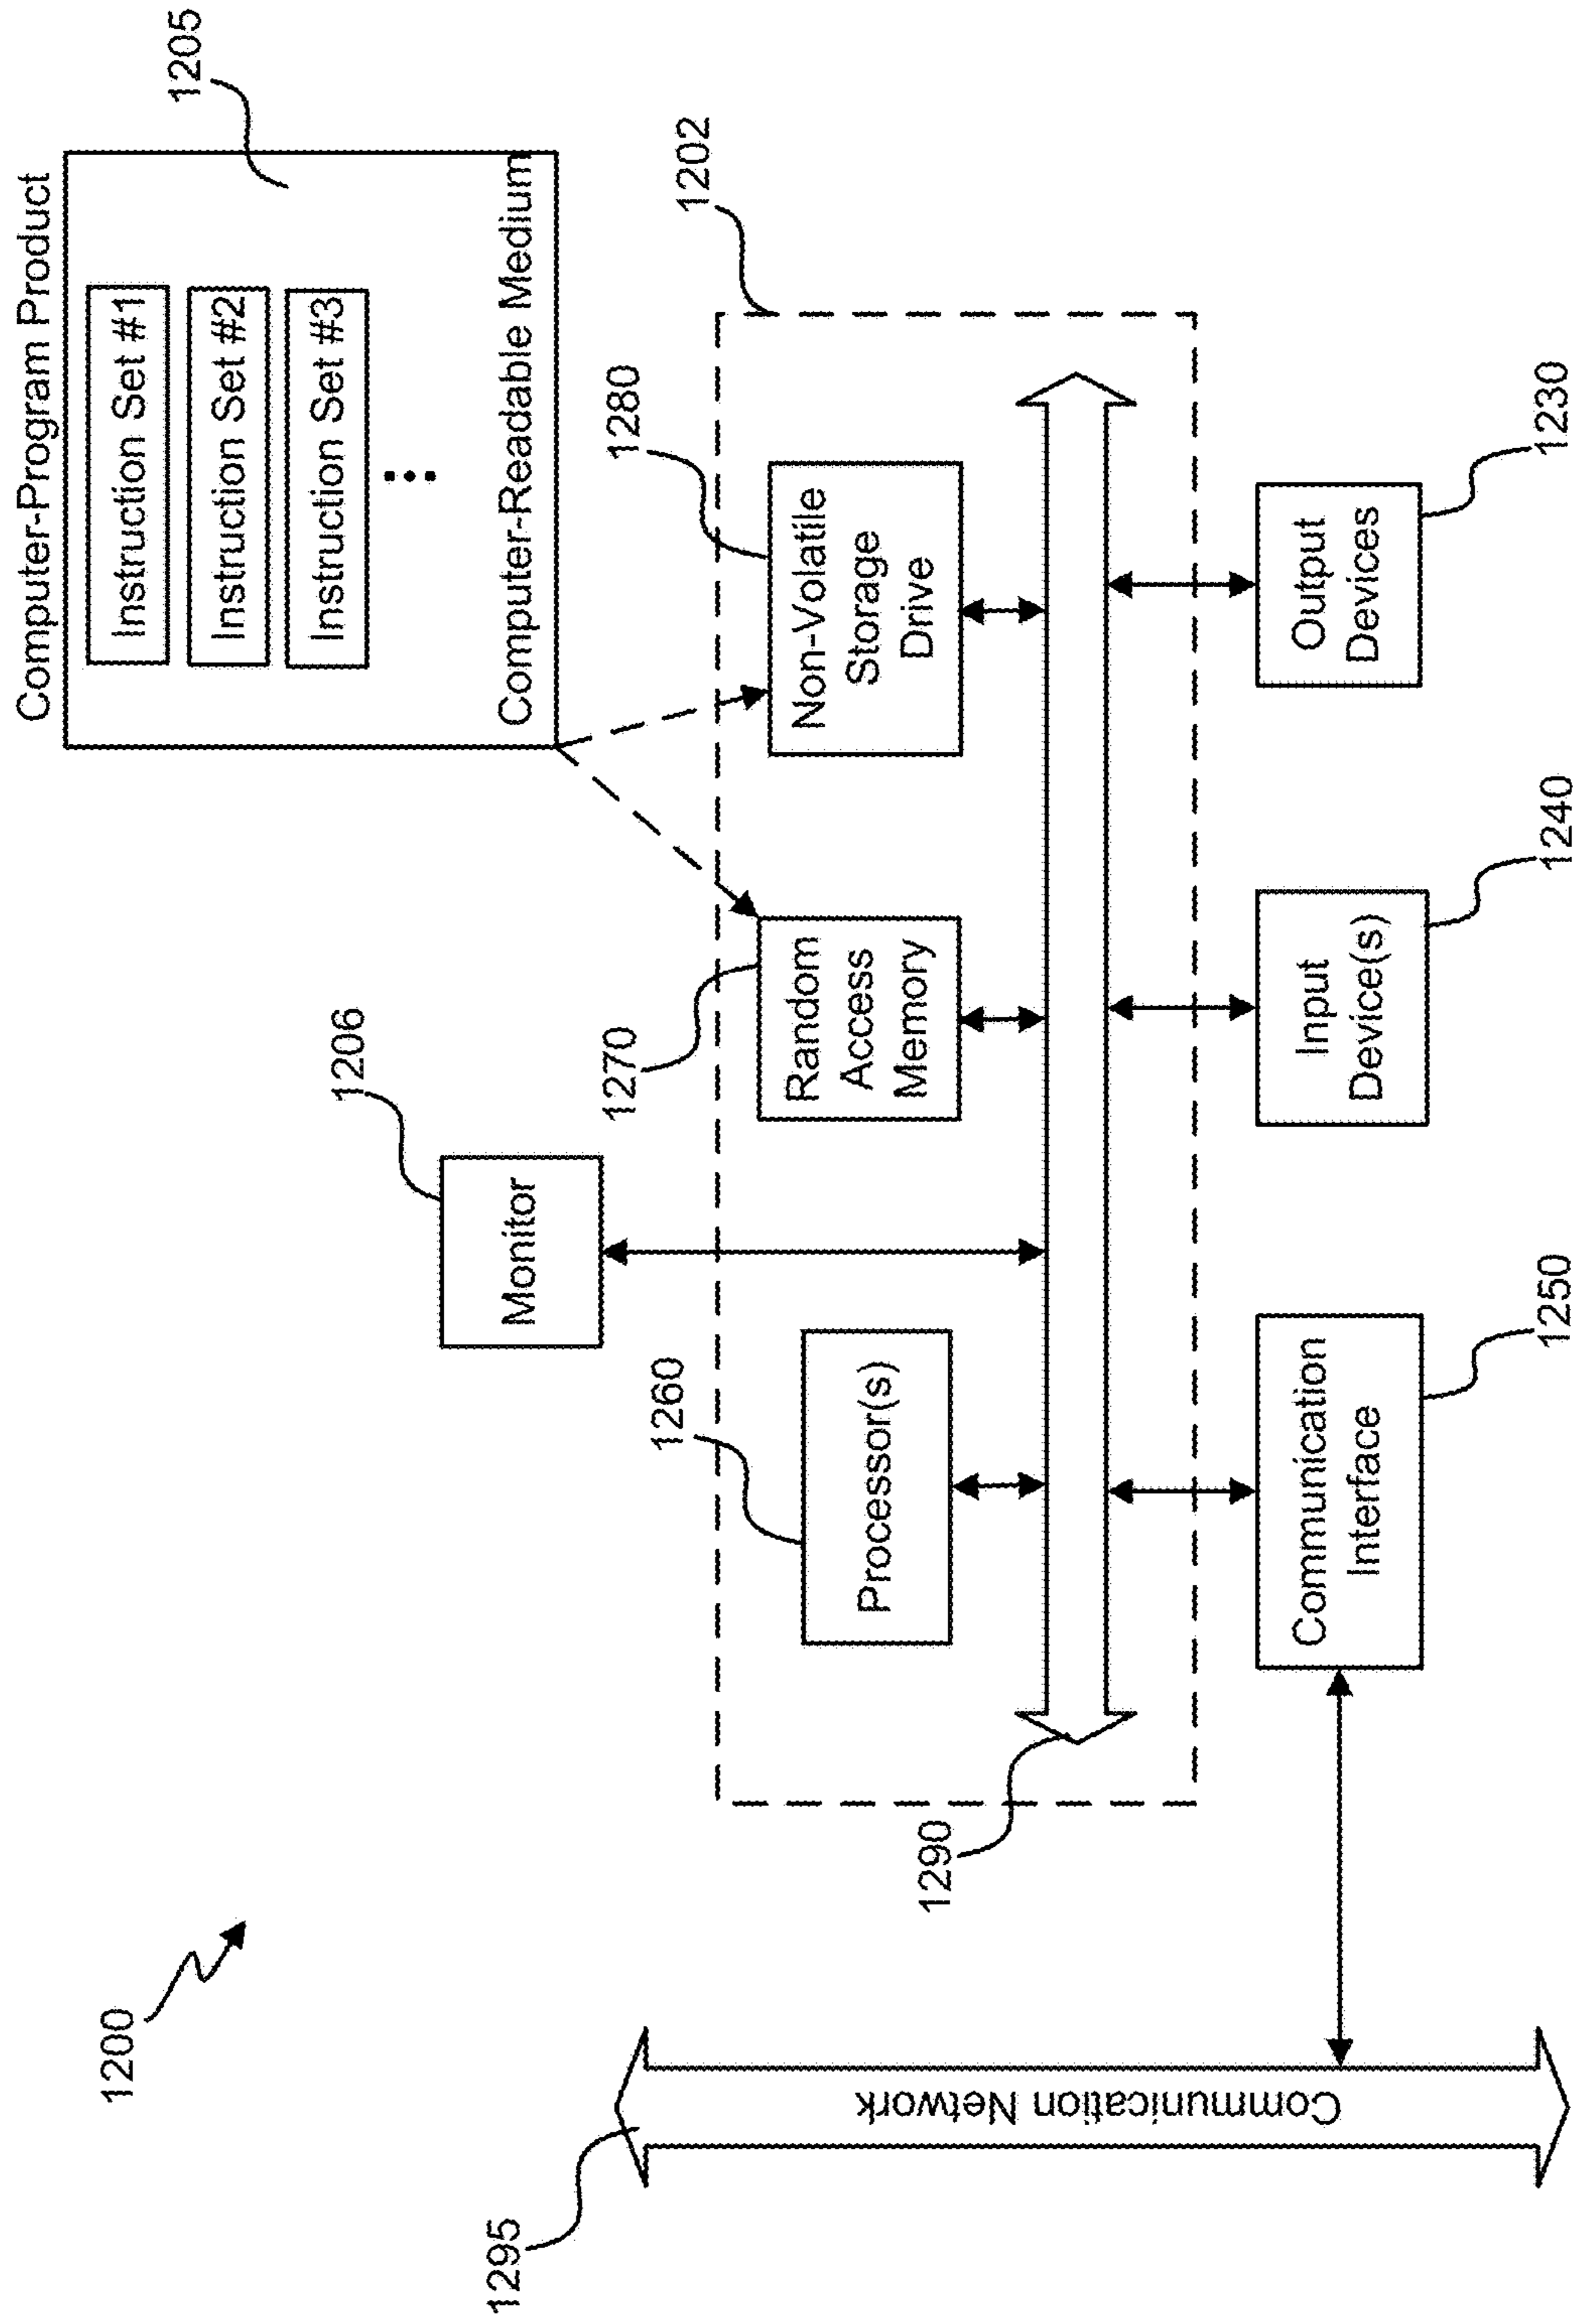 1200
Computer-Program Product
Instruction Set #1
Instruction Set #2
Instruction Set #3
Computer-Readable Medium
1205
1206
Monitor
1202
1280
Non-Volatile
Storage
Drive
1270
Random
Access
Memory
1260
Processor(s)
1290
1295
Communication Network
Communication
Interface
1250
Input
Device(s)
1240
Output
Devices
1230